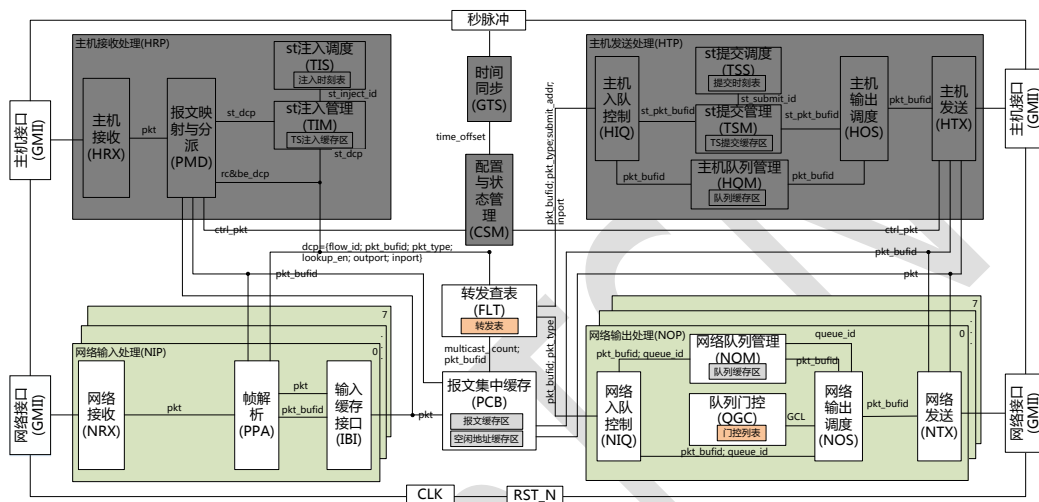 秒脉冲
主机接收处理(HRP)
st注入调度
(TIS)
注入时刻表
st_inject_id
st注入管理
(TIM)
TS注入缓存区
st_dcp
st_dcp
主机
接收
(HRX)
pkt
报文映
射与分
派
(PMD)
rc&be_dcp
主机接口
(GMII)
时间
同步
(GTS)
time_offset
配置
与状
态管
理
(CSM)
ctrl_pkt
ctrl_pkt
pkt_bufid; pkt_type;submit_addr;
inport
主机发送处理(HTP)
st提交调度
(TSS)
提交时刻表
st_submit_id
主机
入队
控制
(HIQ)
st_pkt_bufid
st提交管理
(TSM)
TS提交缓存区
st_pkt_bufid
主机
输出
调度
(HOS)
pkt_bufid
主机
发送
(HTX)
pkt_bufid
主机队列管理
(HQM)
队列缓存区
pkt_bufid
主机接口
(GMII)
dcp={flow_id; pkt_bufid; pkt_type;
lookup_en; outport; inport}
pkt_bufid
pkt_bufid
pkt
转发查表
(FLT)
转发表
multicast_count;
pkt_bufid
pkt_bufid; pkt_type
7
网络输入处理(NIP)
0
网络
接收
(NRX)
pkt
帧解
析
(PPA)
pkt
pkt_bufid
输入
缓存
接口
(IBI)
pkt
网络接口
(GMII)
报文集中缓存
(PCB)
报文缓存区
空闲地址缓存区
7
网络输出处理(NOP)
0
网络
入队
控制
(NIQ)
pkt_bufid; queue_id
网络队列管理
(NOM)
队列缓存区
queue_id
pkt_bufid
队列门控
(QGC)
门控列表
GCL
pkt_bufid; queue_id
网络
输出
调度
(NOS)
pkt_bufid
网络
发送
(NTX)
网络接口
(GMII)
CLK
RST_N